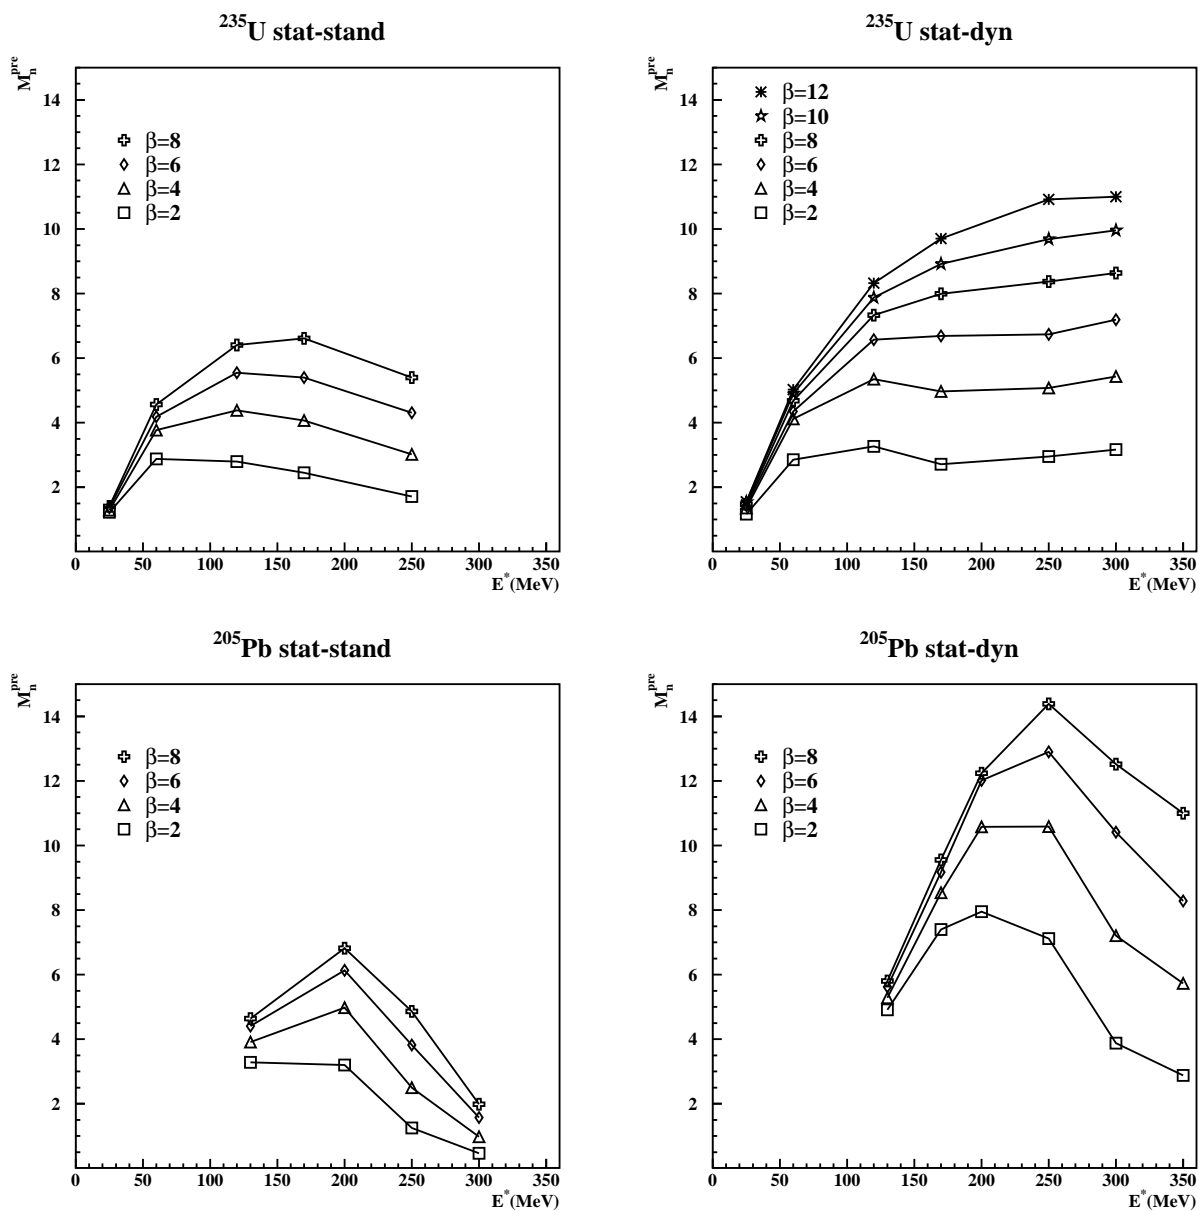 235U stat-stand
M_n^pre
14
12
10
8
6
4
2
β=8
β=6
β=4
β=2
0 50 100 150 200 250 300 350
E*(MeV)
235U stat-dyn
M_n^pre
14
12
10
8
6
4
2
β=12
β=10
β=8
β=6
β=4
β=2
0 50 100 150 200 250 300 350
E*(MeV)
205Pb stat-stand
M_n^pre
14
12
10
8
6
4
2
β=8
β=6
β=4
β=2
0 50 100 150 200 250 300 350
E*(MeV)
205Pb stat-dyn
M_n^pre
14
12
10
8
6
4
2
β=8
β=6
β=4
β=2
0 50 100 150 200 250 300 350
E*(MeV)